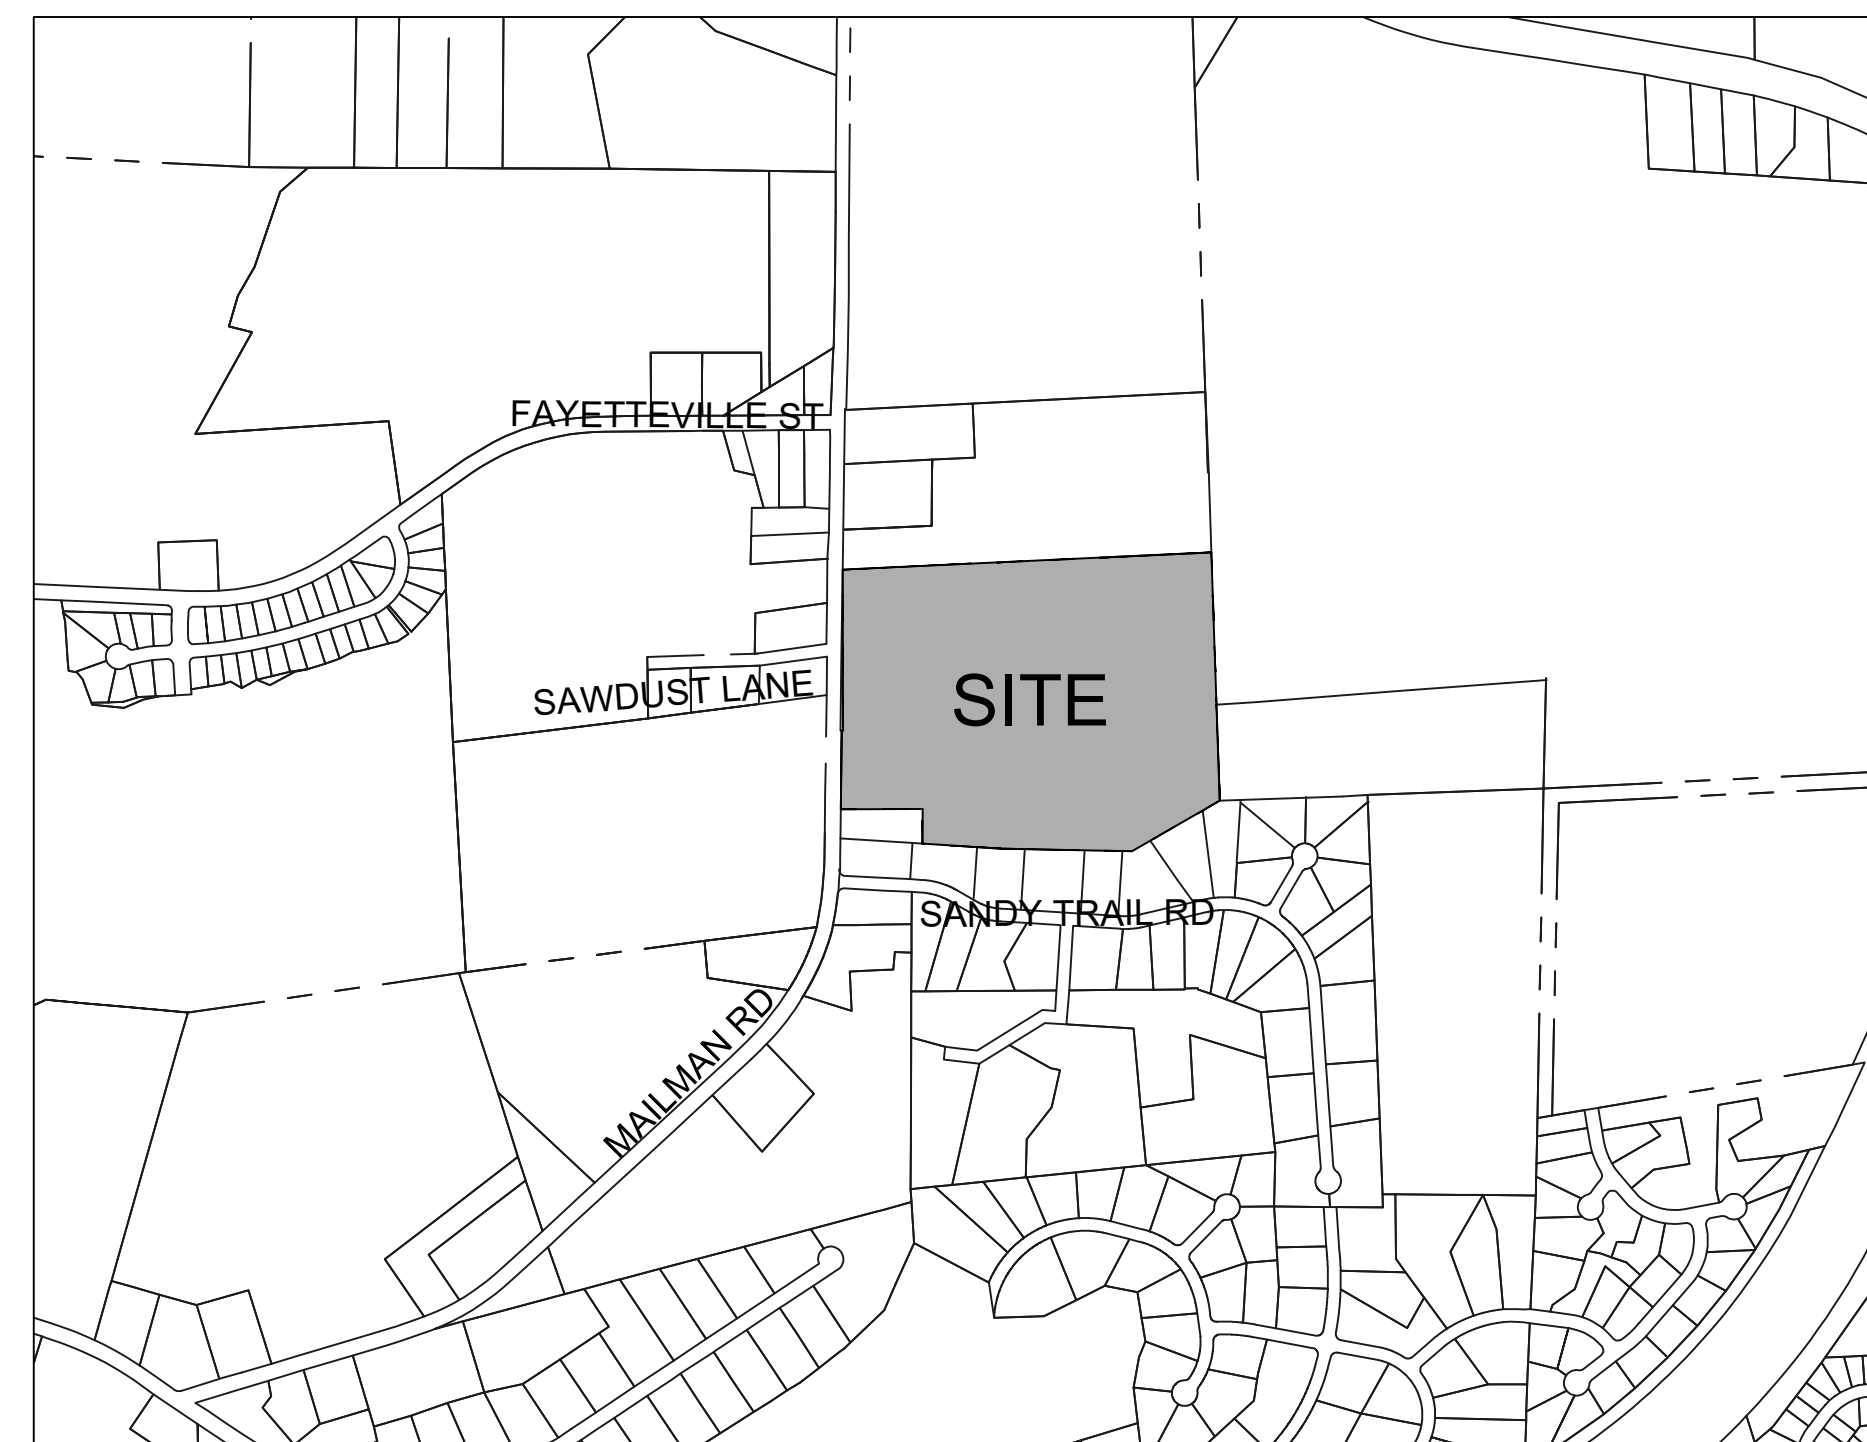 FAYETTEVILLE ST
SAWDUST LANE
SITE
SANDY TRAIL RD
MAILMAN RD